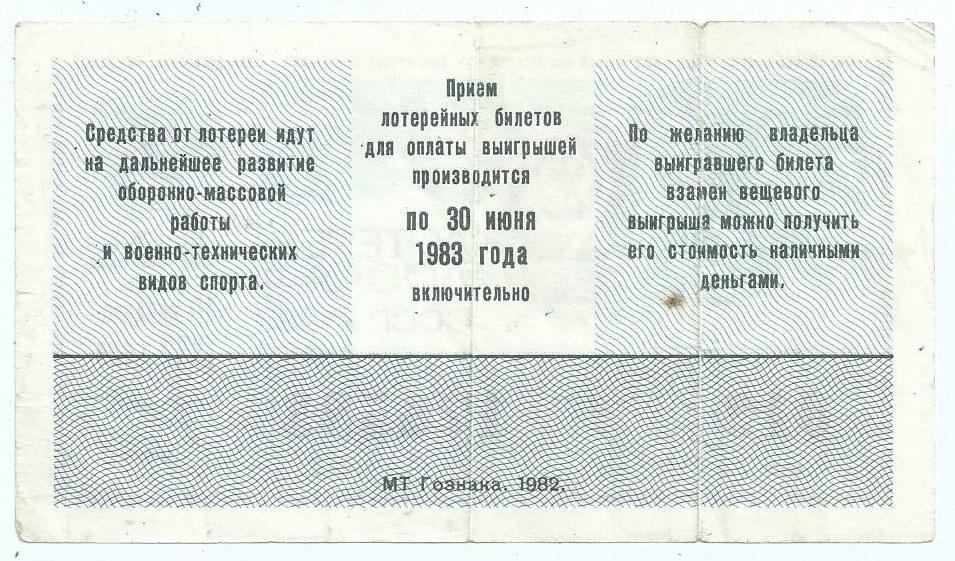 Средства от лотереи идут
на дальнейшее развитие
оборонно-массовой
работы
и военно-технических
видов спорта.
Прием
лотерейных билетов
для оплаты выигрышей
производится
по 30 июня
1983 года
включительно
По желанию владельца
выигравшего билета
взамен вещевого
выигрыша можно получить
его стоимость наличными
деньгами.
МТ Гознака. 1982.